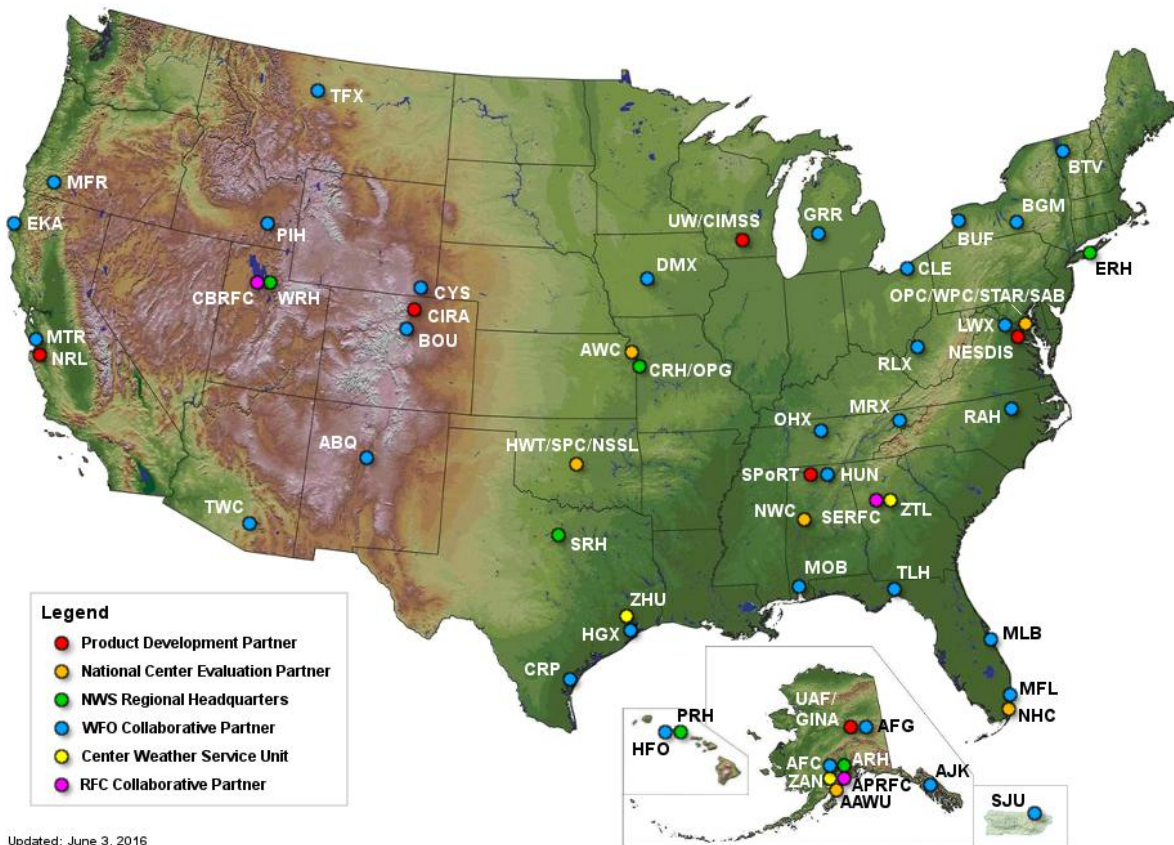 TFX
BTV
MFR
BGM
GRR
UW/CIMSS
EKA
PIH
BUF
CLE
ERH
DMX
CBRFC
WRH
CYS
OPC/WPC/STAR/SAB
CIRA
LWX
MTR
BOU
NESDIS
NRL
AWC
RLX
CRH/OPG
MRX
RAH
OHX
ABQ
HWT/SPC/NSSL
SPoRT
HUN
TWC
NWC
SERFC
ZTL
SRH
MOB
TLH
ZHU
HGX
MLB
CRP
MFL
NHC
UAF/
GINA
PRH
AFG
HFO
AFC
ARH
ZAN
APRFC
AJK
AAWU
SJU
Legend
Product Development Partner
National Center Evaluation Partner
NWS Regional Headquarters
WFO Collaborative Partner
Center Weather Service Unit
RFC Collaborative Partner
Updated: June 3, 2016